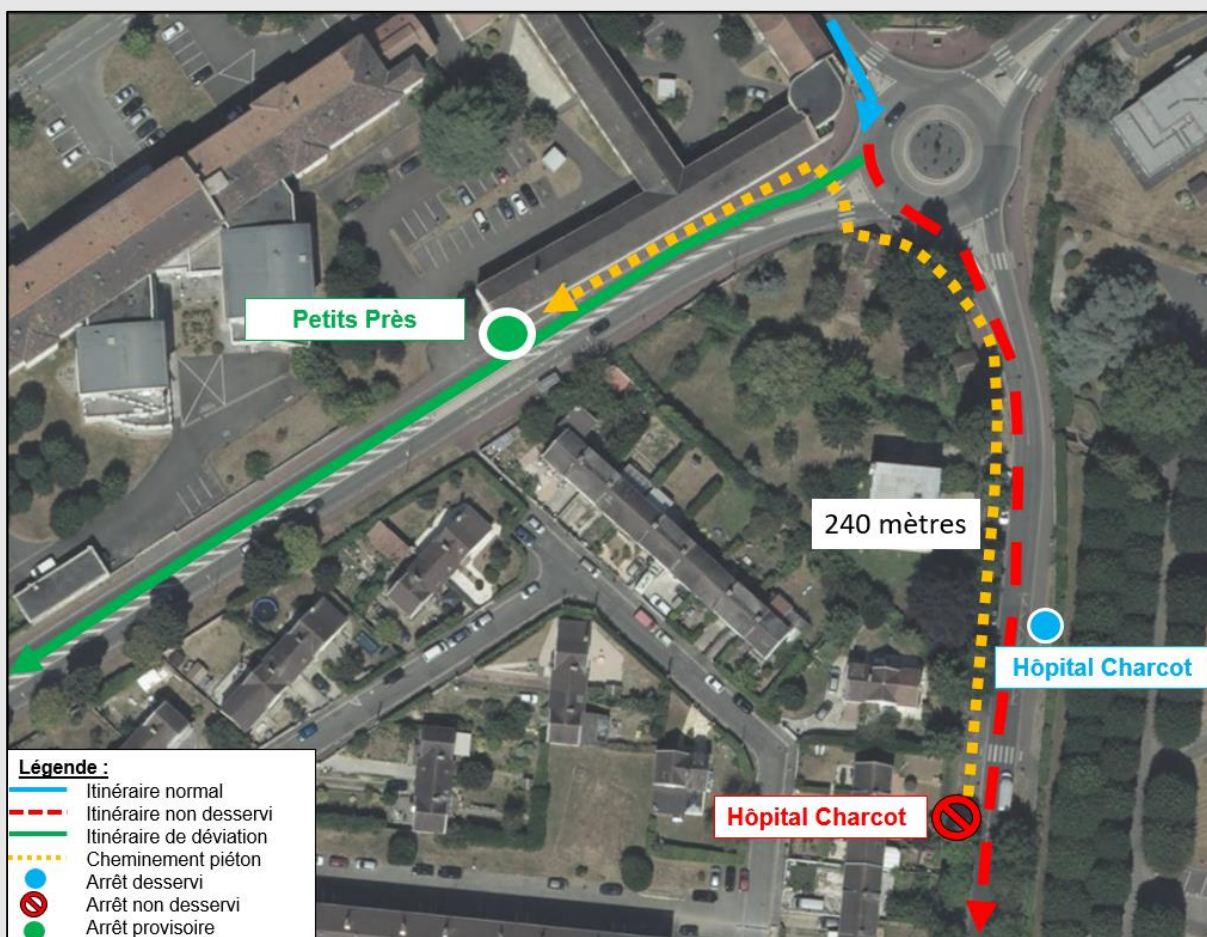 Petits Près
240 mètres
Hôpital Charcot
Hôpital Charcot
Légende :
Itinéraire normal
Itinéraire non desservi
Itinéraire de déviation
Cheminement piéton
Arrêt desservi
Arrêt non desservi
Arrêt provisoire